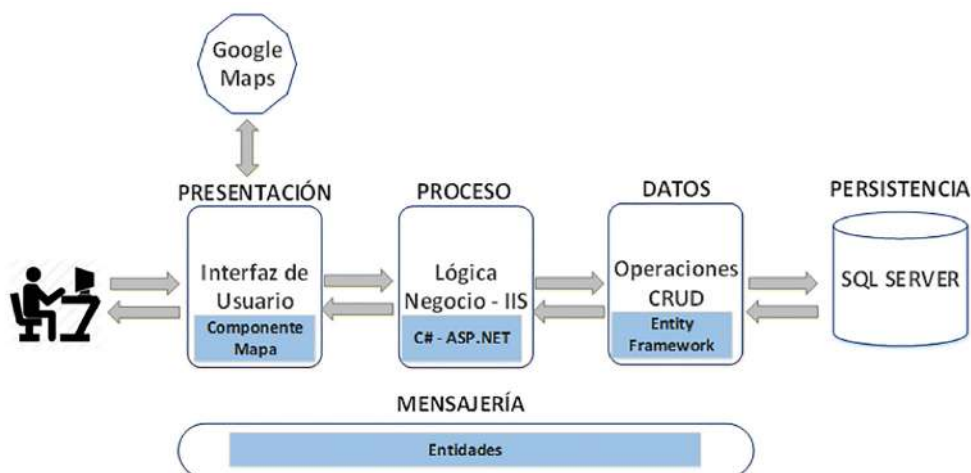 Google
Maps
PRESENTACIÓN
PROCESO
DATOS
PERSISTENCIA
Interfaz de
Usuario
Componente
Mapa
Lógica
Negocio - IIS
C# - ASP.NET
Operaciones
CRUD
Entity
Framework
SQL SERVER
MENSAJERÍA
Entidades